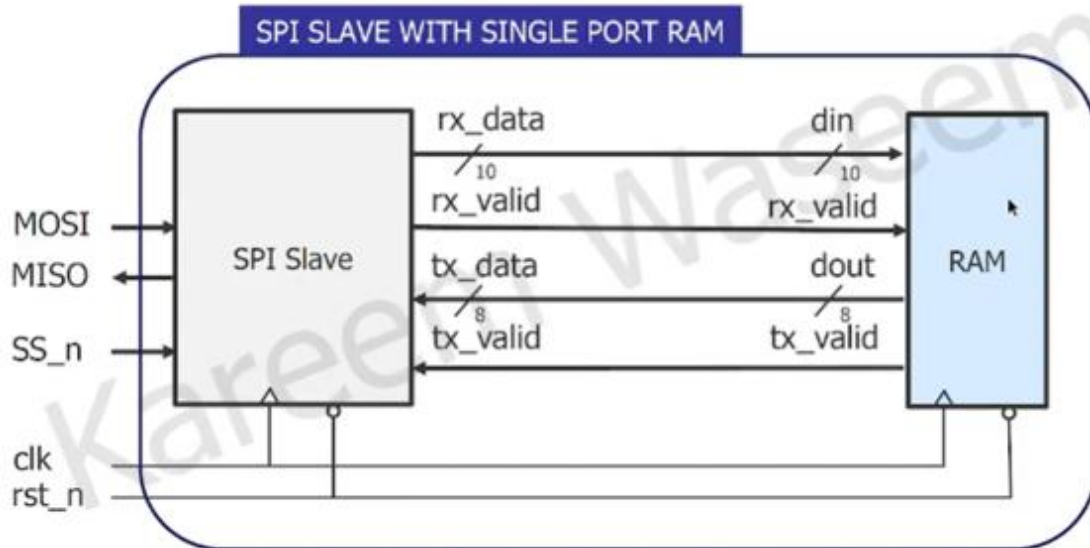 SPI SLAVE WITH SINGLE PORT RAM
rx_data din
10 10
rx_valid rx_valid
MOSI
SPI Slave RAM
MISO
tx_data dout
8 8
SS_n
tx_valid tx_valid
clk
rst_n
Kareem Waseem